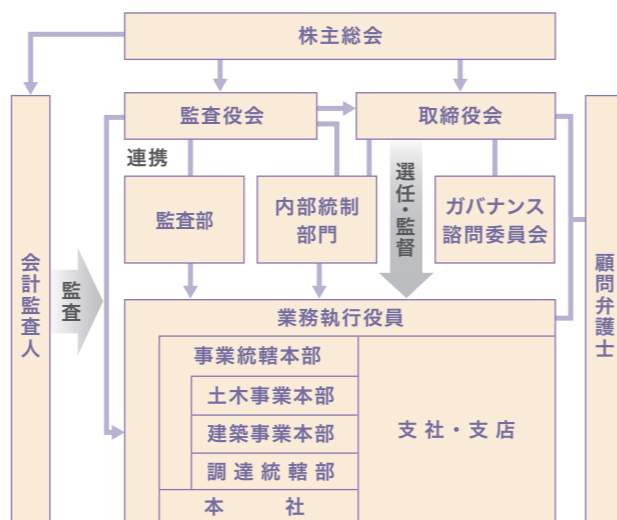 株主総会
監査役会
取締役会
連携
監査部
内部統制
部門
選任・監督
ガバナンス
諮問委員会
会計監査人
監査
顧問弁護士
業務執行役員
事業統轄本部
土木事業本部
建築事業本部
調達統轄部
本社
支社・支店